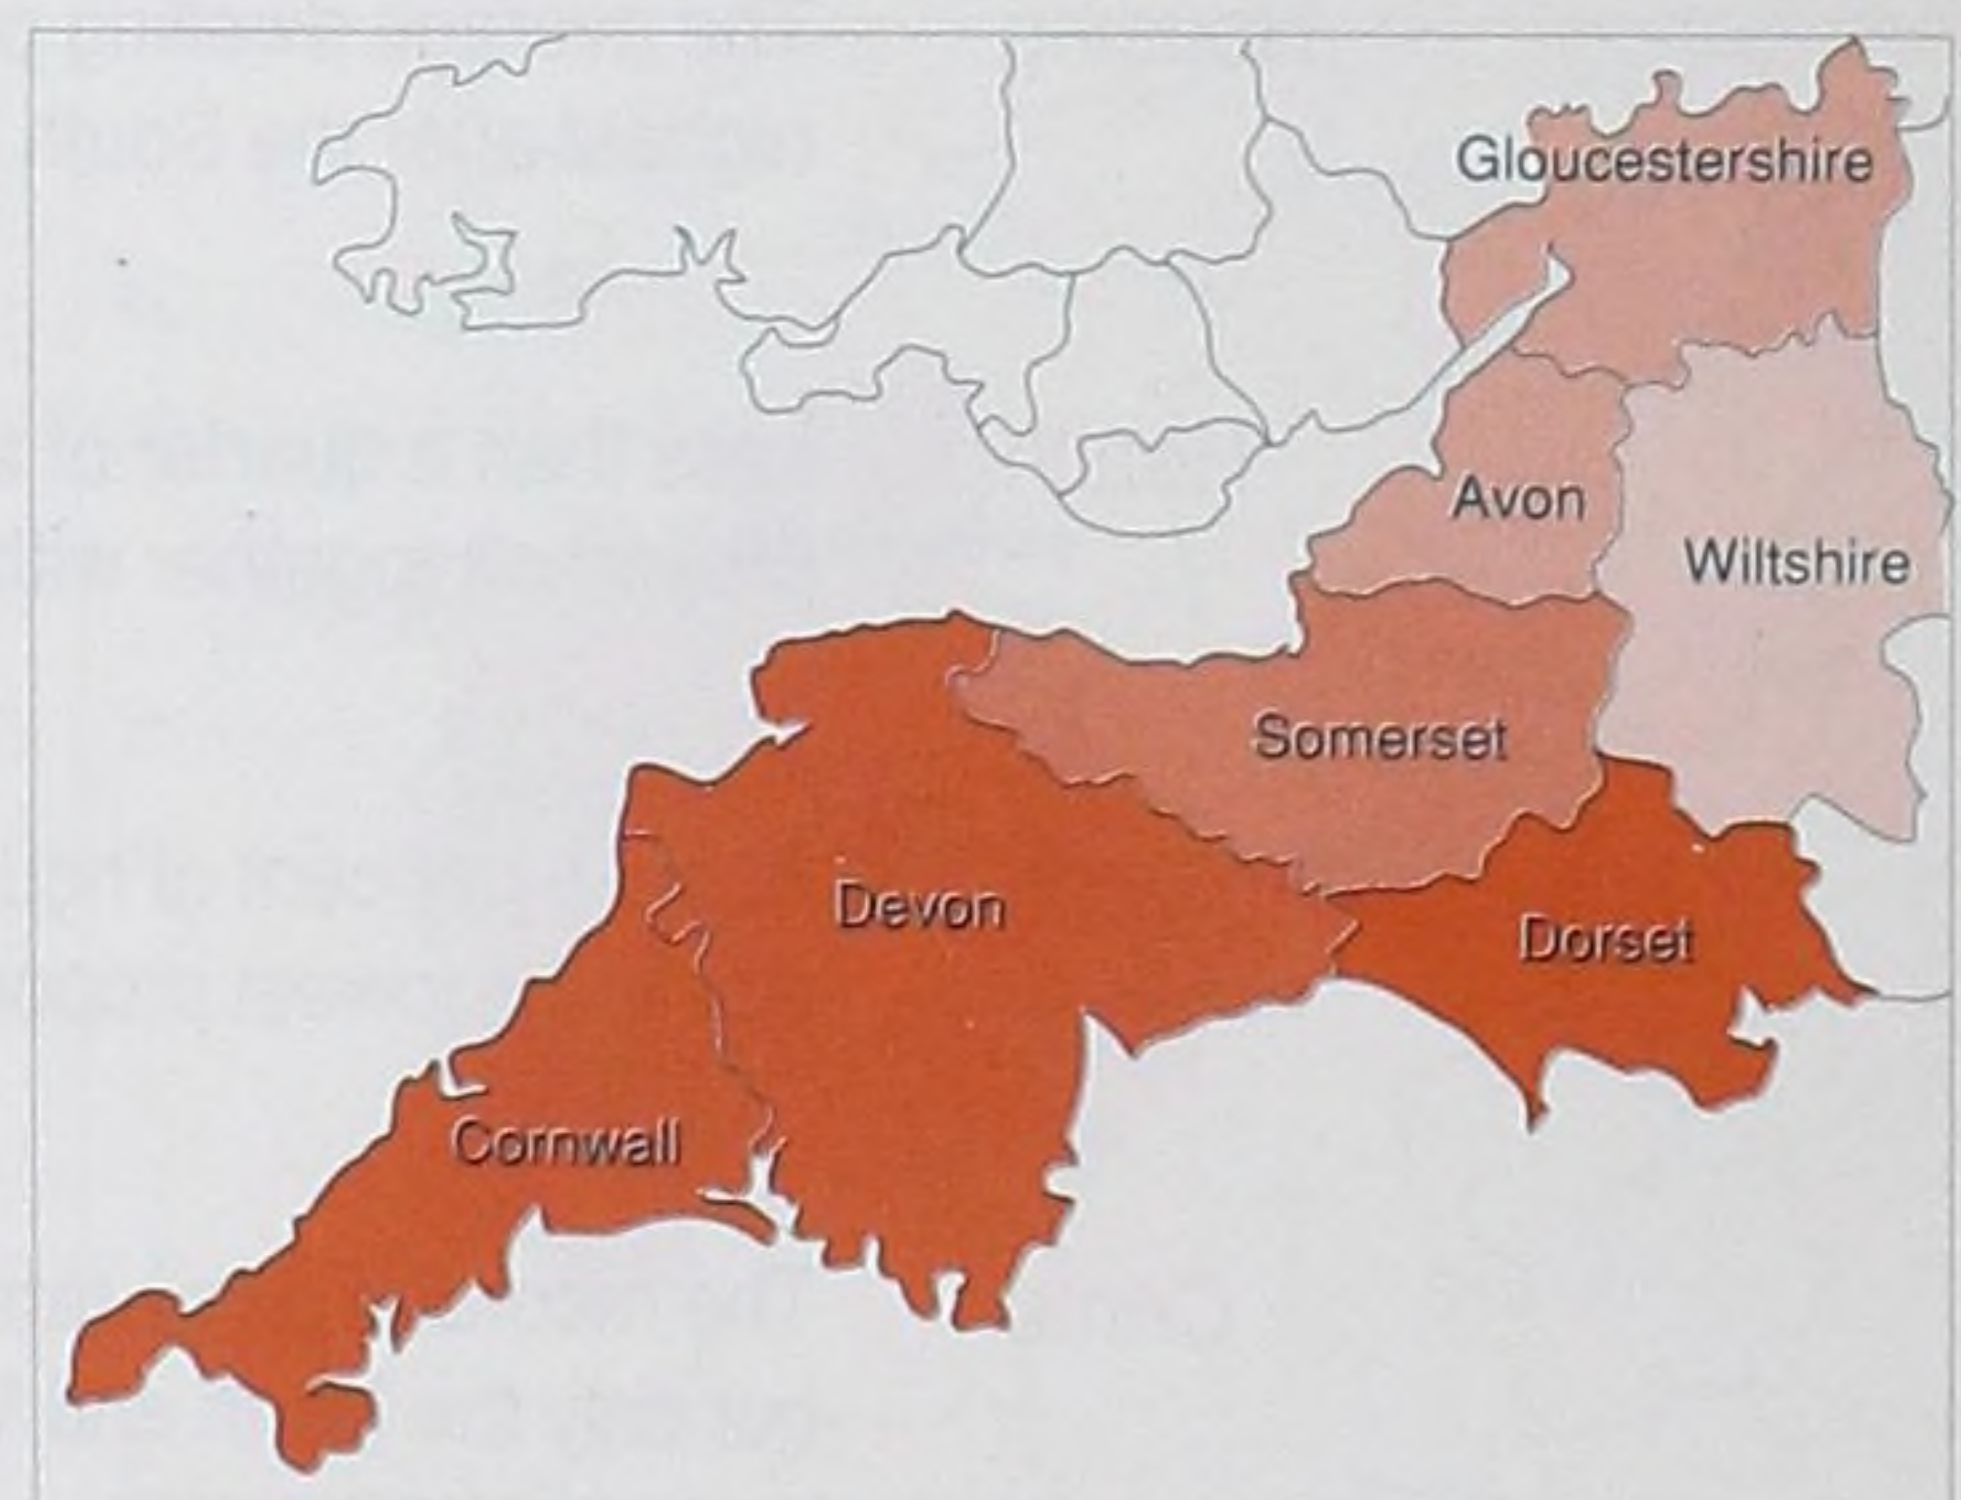 Gloucestershire
Avon
Wiltshire
Somerset
Devon
Dorset
Cornwall